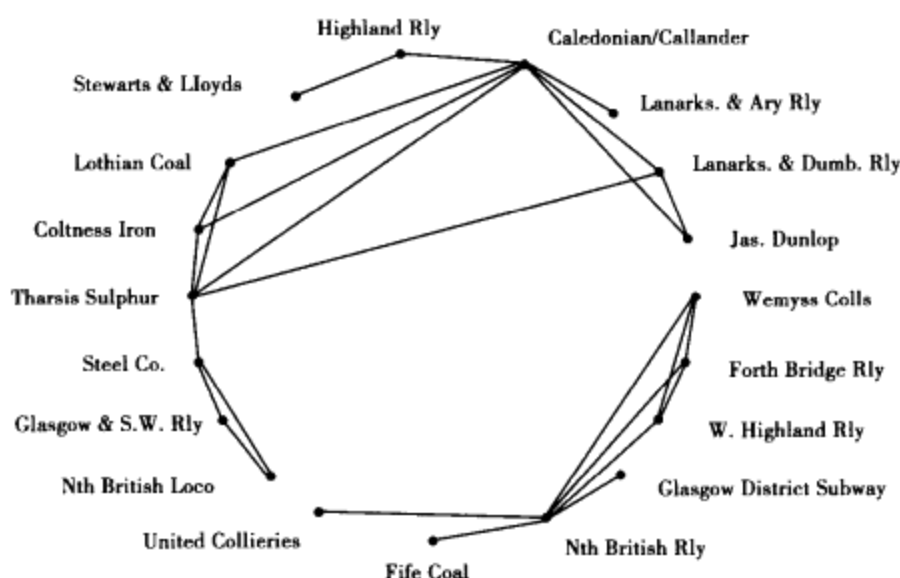 Highland Rly
Caledonian/Callander
Stewarts & Lloyds
Lanarks. & Ary Rly
Lothian Coal
Lanarks. & Dumb. Rly
Coltness Iron
Jas. Dunlop
Tharsis Sulphur
Wemyss Colls
Steel Co.
Forth Bridge Rly
Glasgow & S.W. Rly
W. Highland Rly
Nth British Loco
Glasgow District Subway
United Collieries
Nth British Rly
Fife Coal